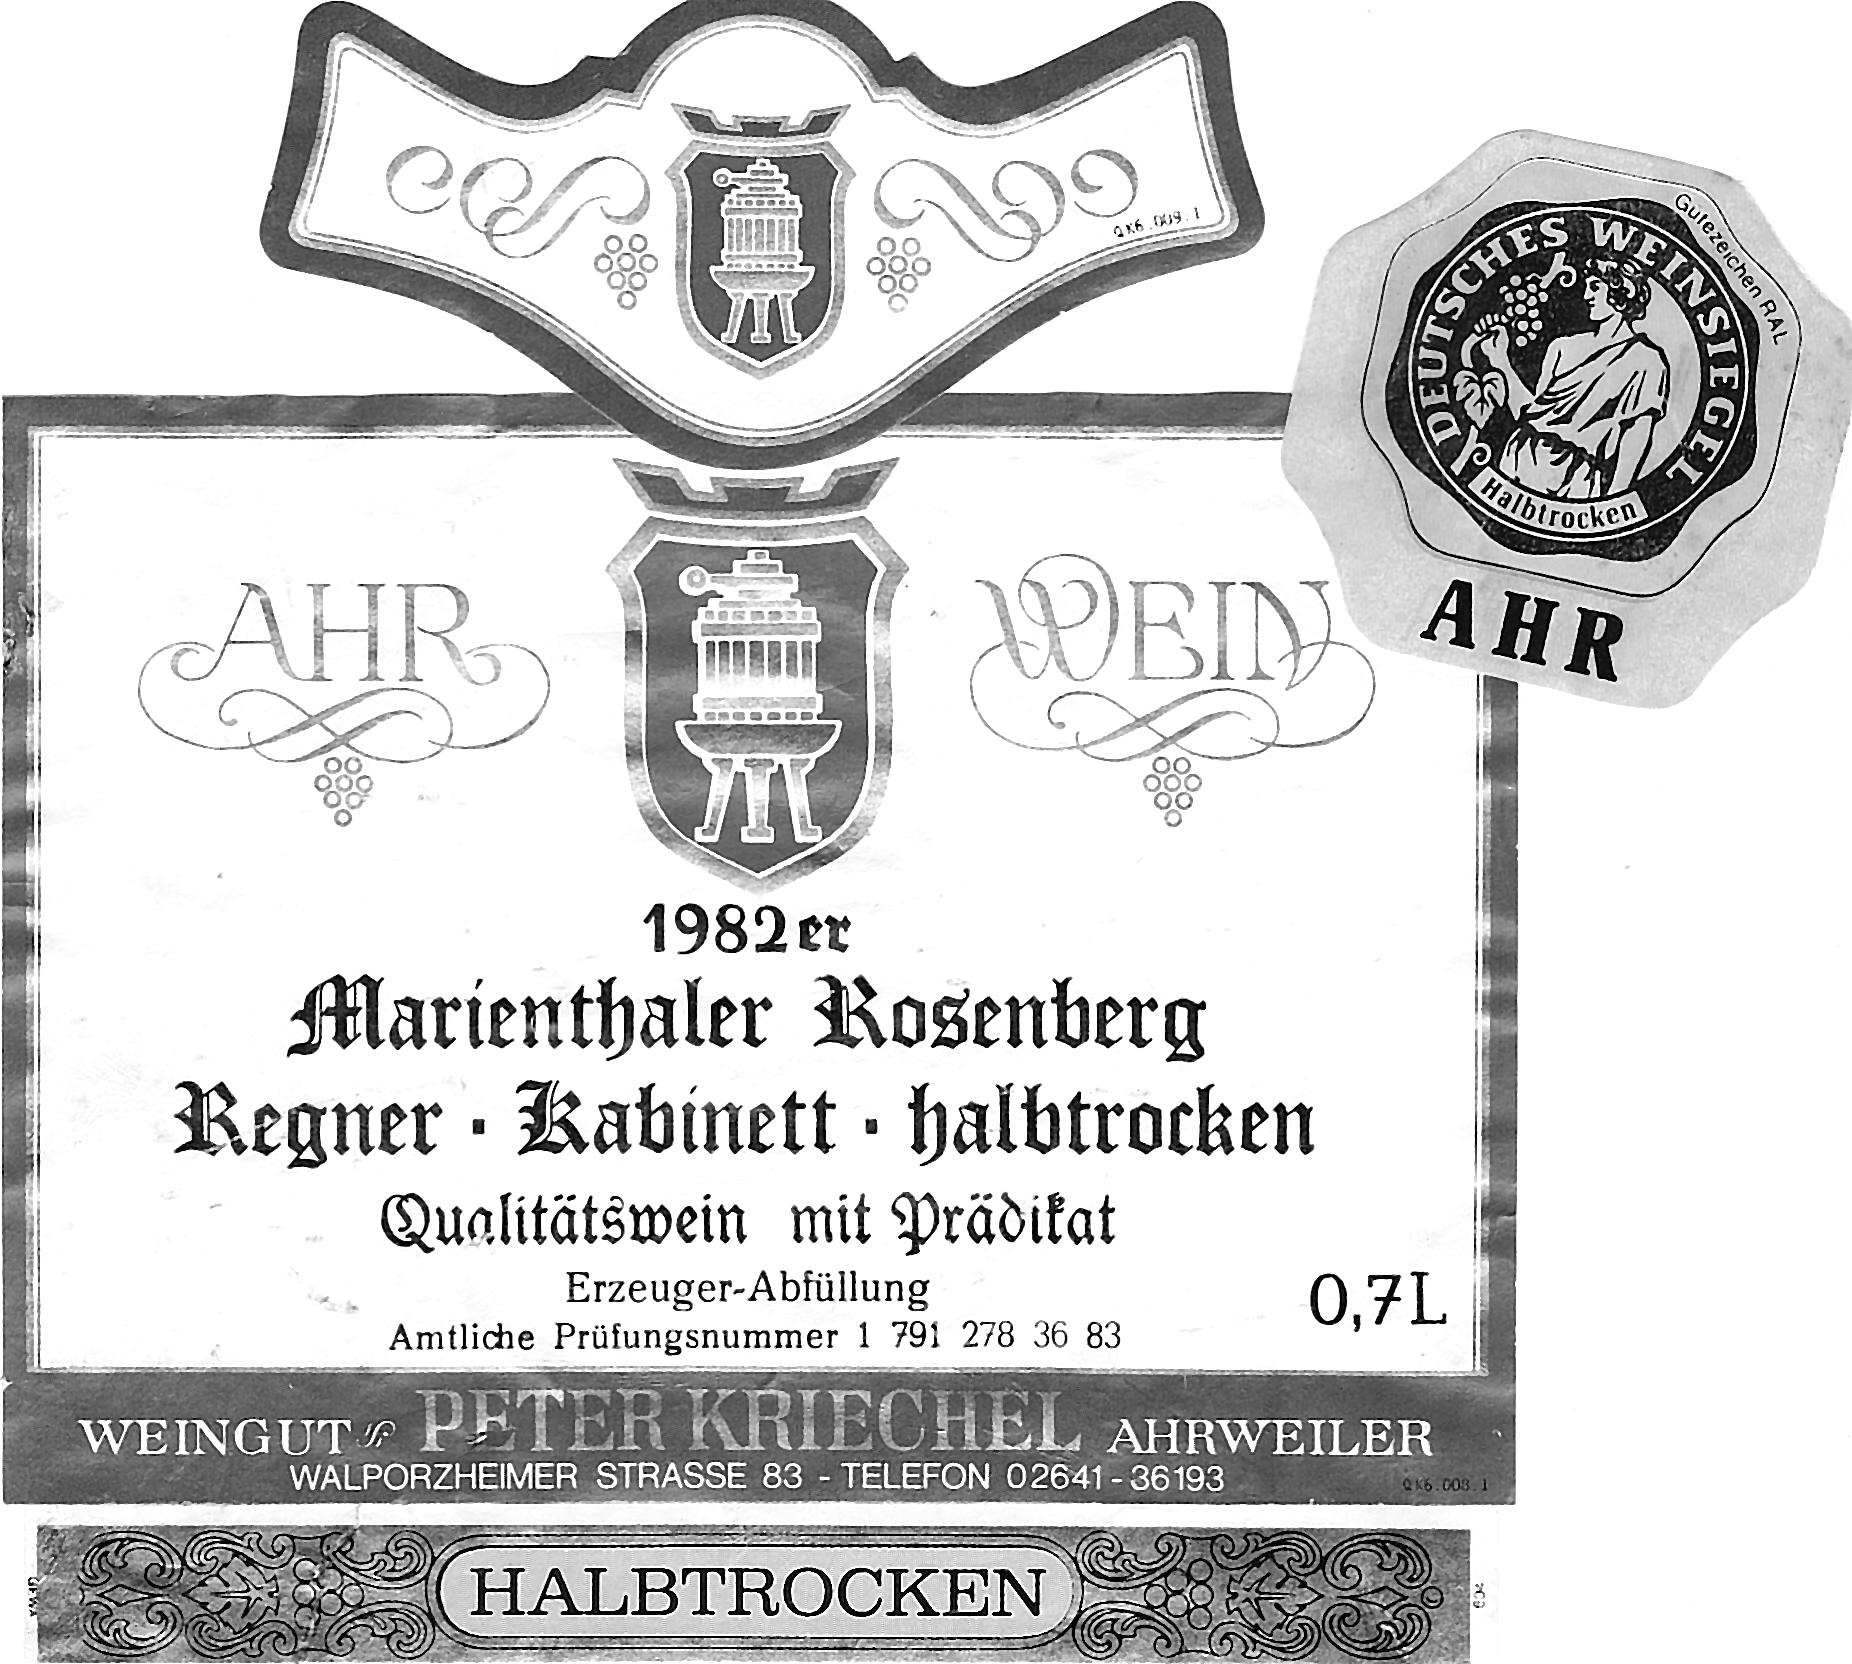 QK6.009.1
DEUTSCHES WEINSIEGEL
Gütezeichen RAL
Halbtrocken
AHR
AHR WEIN
1982er
Marienthaler Rosenberg
Regner · Kabinett · halbtrocken
Qualitätswein mit Prädikat
Erzeuger-Abfüllung
0,7L
Amtliche Prüfungsnummer 1 791 278 36 83
WEINGUT PETER KRIECHEL AHRWEILER
WALPORZHEIMER STRASSE 83 - TELEFON 02641-36193
QK6.008.1
HALBTROCKEN